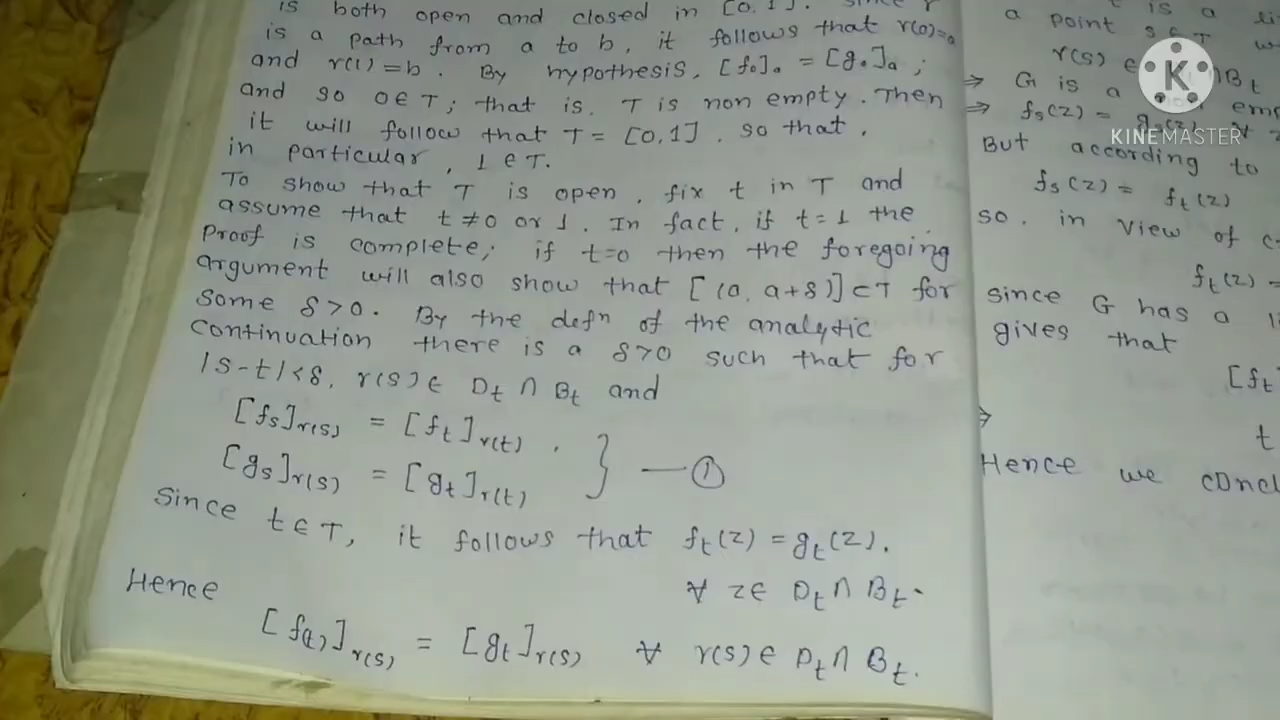 is both open and closed in [0,1]. Since r
is a path from a to b, it follows that r(0)=a
and r(1)=b. By hypothesis, [f₀]ₐ = [g₀]ₐ ;
and so 0∈T; that is, T is non empty. Then
it will follow that T = [0,1], so that,
in particular, 1∈T.
To show that T is open, fix t in T and
assume that t≠0 or 1. In fact, if t=1 the
proof is complete; if t=0 then the foregoing
argument will also show that [(a, a+δ)]⊂T for
some δ>0. By the defn of the analytic
continuation there is a δ>0 such that for
|s-t|<δ, r(s)∈ Dt ∩ Bt and
[fs]r(s) = [ft]r(t),
[gs]r(s) = [gt]r(t) } — ①
Since t∈T, it follows that ft(z) = gt(z).
∀ z∈ Dt ∩ Bt.
Hence
[f(t)]r(s) = [gt]r(s) ∀ r(s)∈ Dt ∩ Bt.
is a
a point s∈T
r(s) ∈ ∩Bt
⇒ G is a
⇒ fs(z) =
But according to
fs(z) = ft(z)
so, in view of
ft(z) =
since G has a
gives that
[ft
⇒
t
Hence we concl
K
KINEMASTER